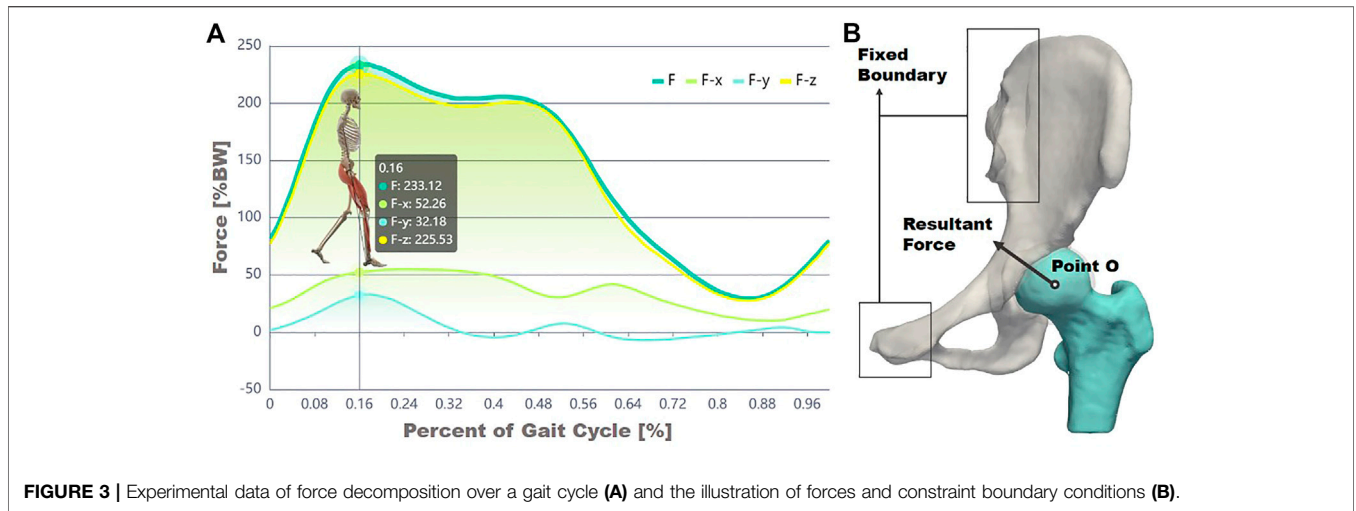 A
250
200
150
100
50
0
-50
Force [%BW]
F F-x F-y F-z
0.16
F: 233.12
F-x: 52.26
F-y: 32.18
F-z: 225.53
0 0.08 0.16 0.24 0.32 0.4 0.48 0.56 0.64 0.72 0.8 0.88 0.96
Percent of Gait Cycle [%]
B
Fixed
Boundary
Resultant
Force
Point O
FIGURE 3 | Experimental data of force decomposition over a gait cycle (A) and the illustration of forces and constraint boundary conditions (B).